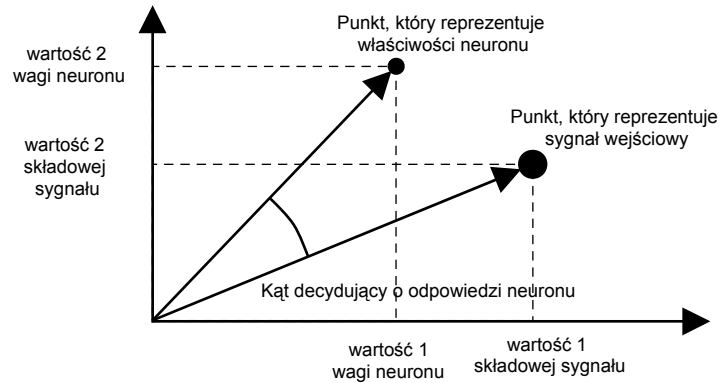 Punkt, który reprezentuje
właściwości neuronu
wartość 2
wagi neuronu
Punkt, który reprezentuje
sygnał wejściowy
wartość 2
składowej
sygnału
Kąt decydujący o odpowiedzi neuronu
wartość 1
wagi neuronu
wartość 1
składowej sygnału